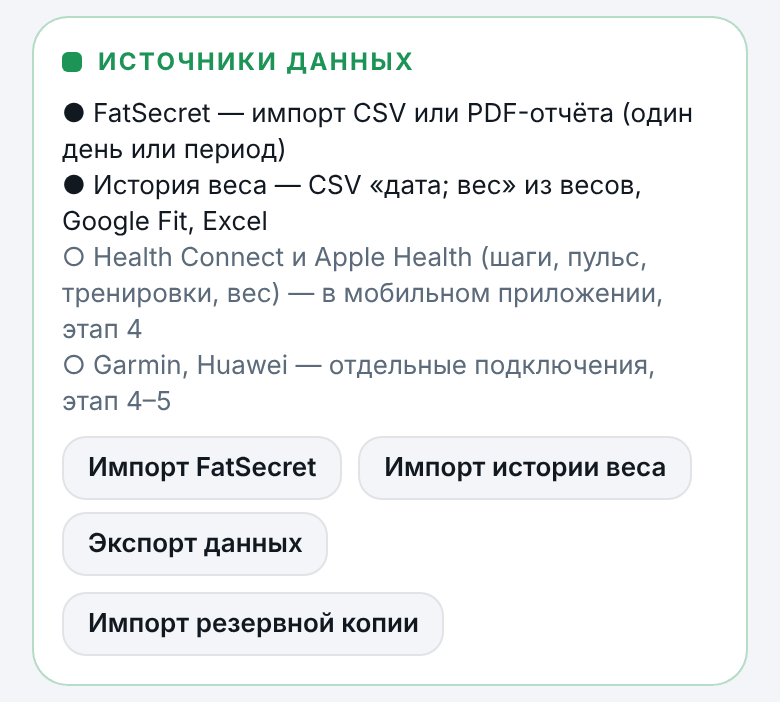 ИСТОЧНИКИ ДАННЫХ
● FatSecret — импорт CSV или PDF-отчёта (один
день или период)
● История веса — CSV «дата; вес» из весов,
Google Fit, Excel
○ Health Connect и Apple Health (шаги, пульс,
тренировки, вес) — в мобильном приложении,
этап 4
○ Garmin, Huawei — отдельные подключения,
этап 4–5
Импорт FatSecret
Импорт истории веса
Экспорт данных
Импорт резервной копии